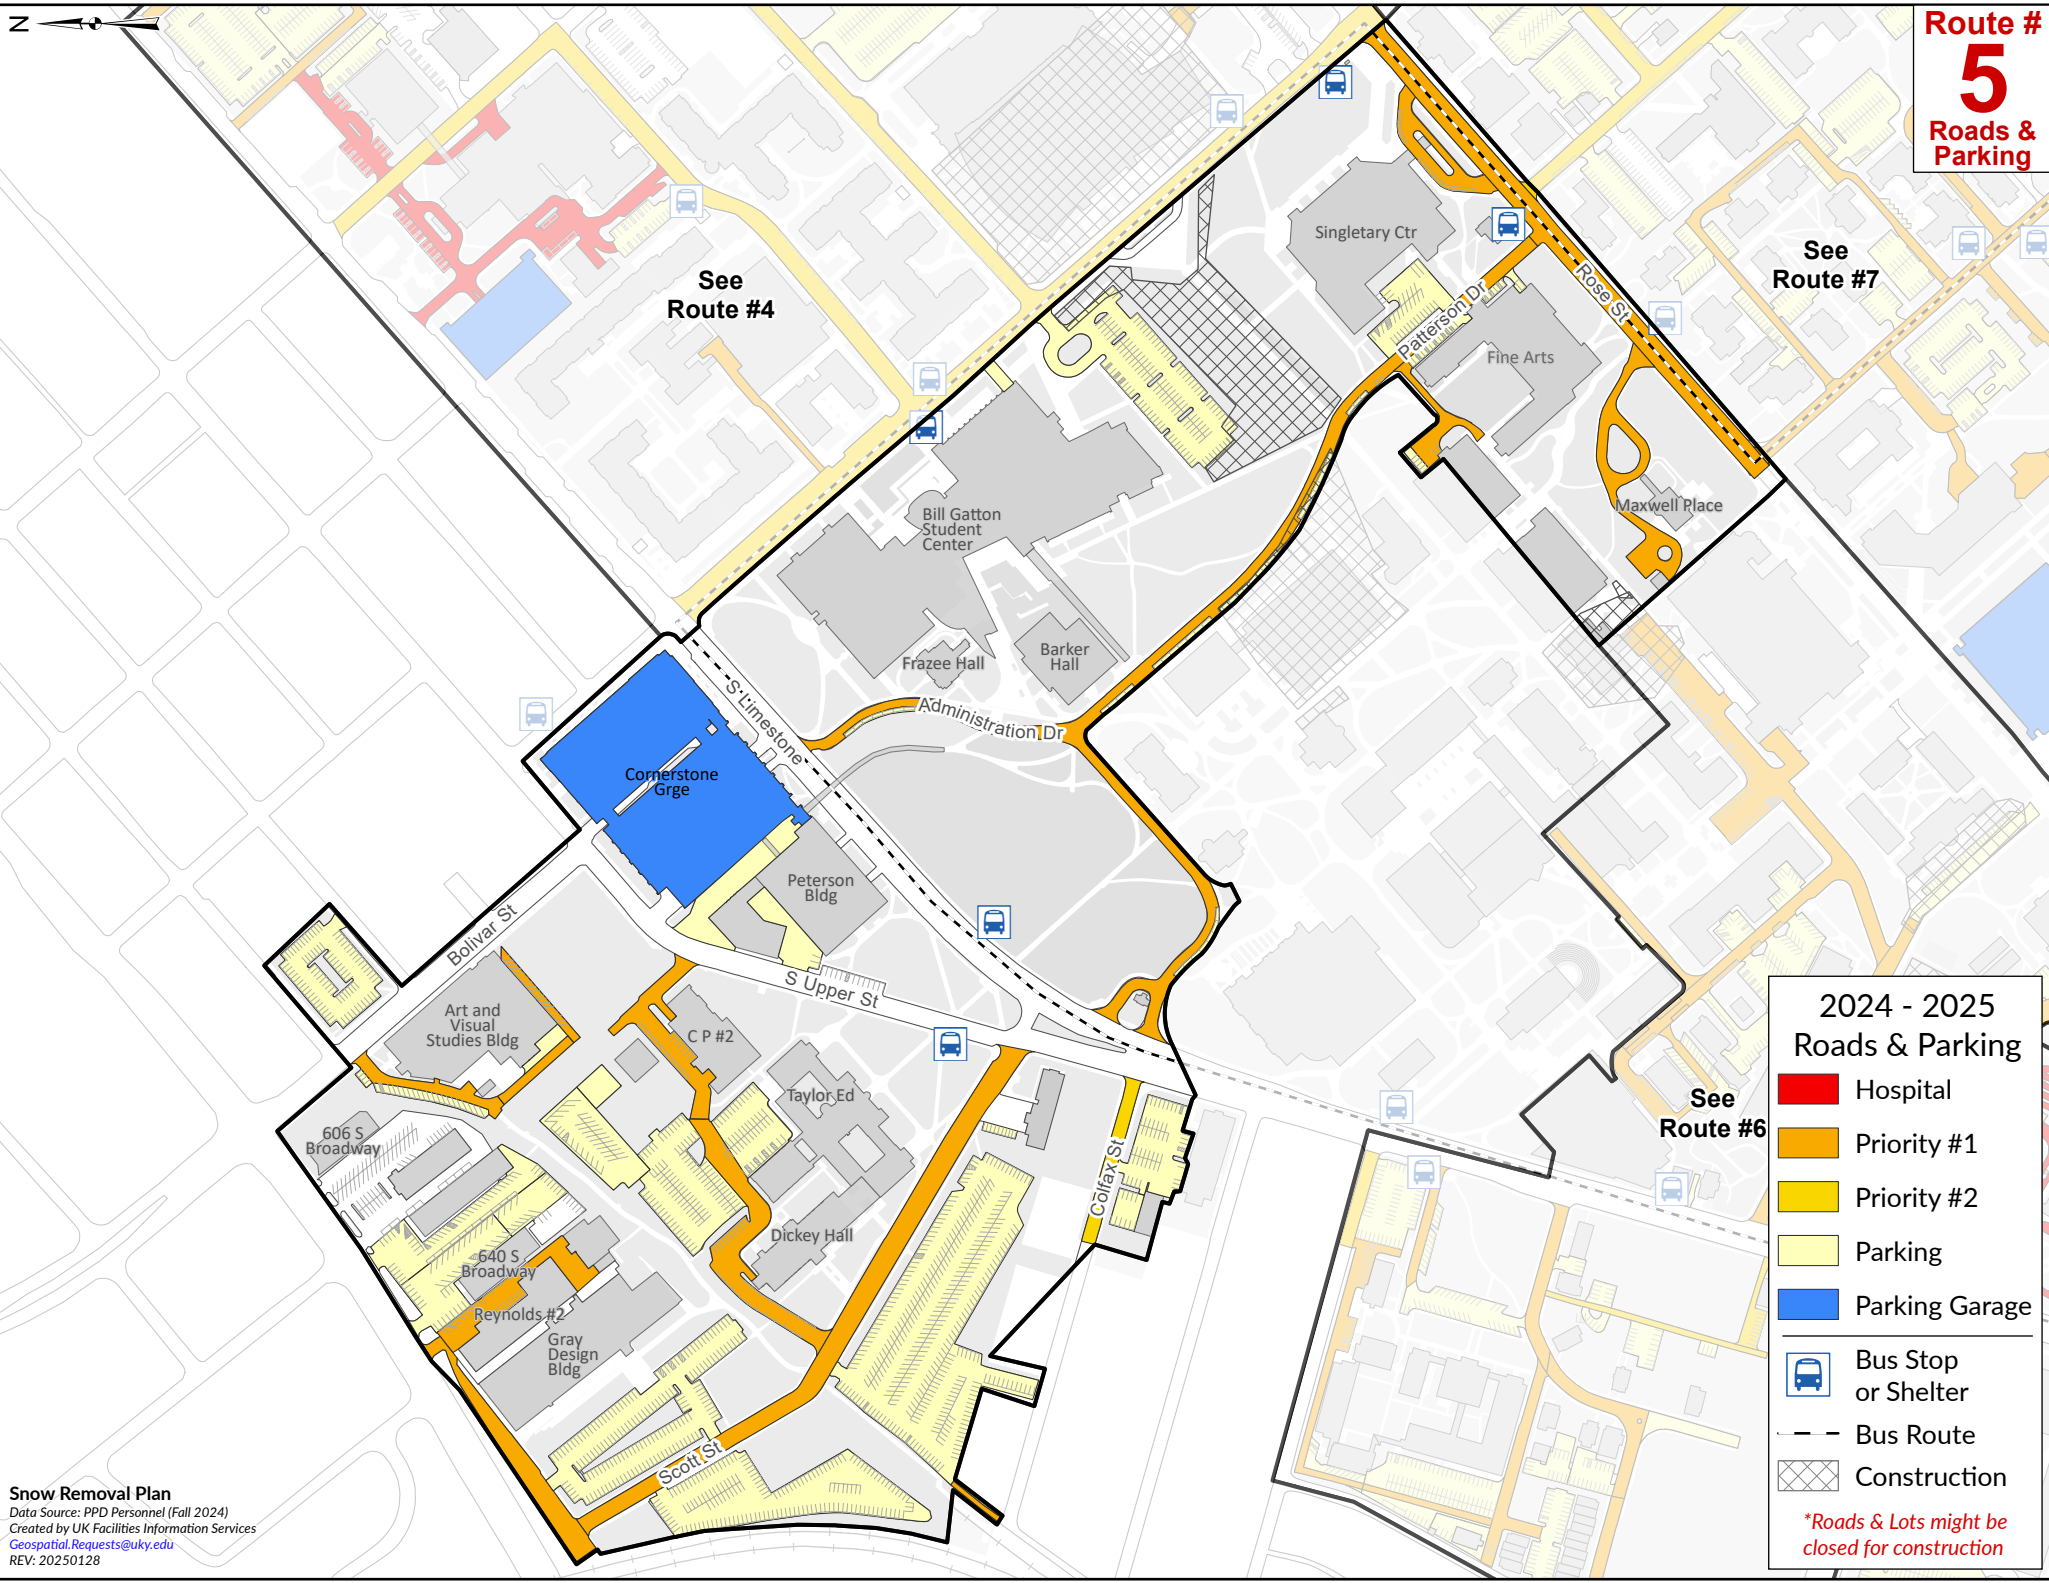 N
Route #
5
Roads &
Parking
See
Route #4
See
Route #7
See
Route #6
Singletary Ctr
Patterson Dr
Rose St
Fine Arts
Maxwell Place
Bill Gatton
Student
Center
Frazee Hall
Barker
Hall
Administration Dr
S Limestone
Cornerstone
Grge
Peterson
Bldg
Bolivar St
S Upper St
Art and
Visual
Studies Bldg
C P #2
Taylor Ed
606 S
Broadway
Colfax St
Dickey Hall
640 S
Broadway
Reynolds #2
Gray
Design
Bldg
Scott St
2024 - 2025
Roads & Parking
Hospital
Priority #1
Priority #2
Parking
Parking Garage
Bus Stop
or Shelter
Bus Route
Construction
*Roads & Lots might be
closed for construction
Snow Removal Plan
Data Source: PPD Personnel (Fall 2024)
Created by UK Facilities Information Services
Geospatial.Requests@uky.edu
REV: 20250128